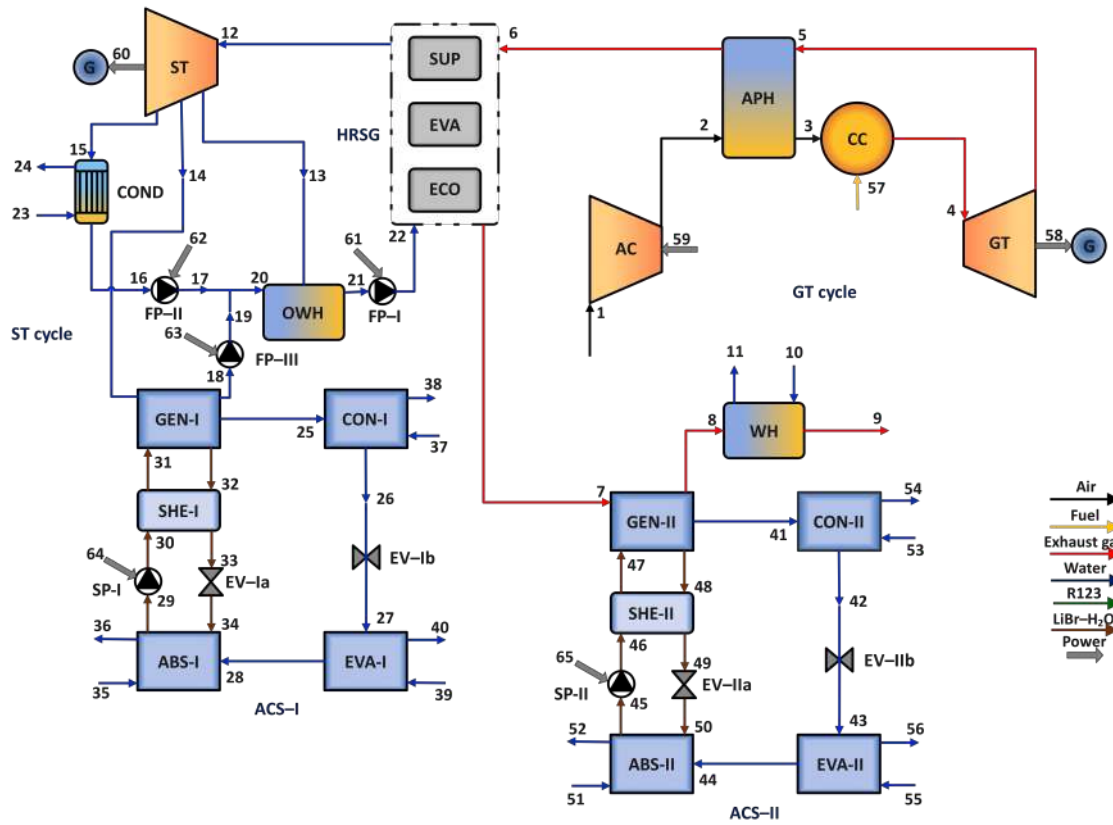 12
6
5
60
G
ST
SUP
APH
HRSG
EVA
2
3
CC
15
24
14
13
COND
ECO
57
23
22
4
62
61
AC
59
GT
58
G
16
17
20
21
FP–II
OWH
FP–I
ST cycle
19
63
GT cycle
1
18
FP–III
11
10
GEN-I
CON-I
38
25
37
8
WH
9
31
32
7
SHE-I
26
GEN-II
CON-II
54
41
53
30
33
64
EV–Ib
47
48
SP-I
EV–Ia
29
SHE-II
42
36
34
27
40
46
49
65
EV–IIb
ABS-I
EVA-I
SP-II
EV–IIa
28
45
35
39
52
50
43
56
ACS–I
ABS-II
EVA-II
44
51
55
ACS–II
Air
Fuel
Exhaust ga
Water
R123
LiBr–H₂O
Power